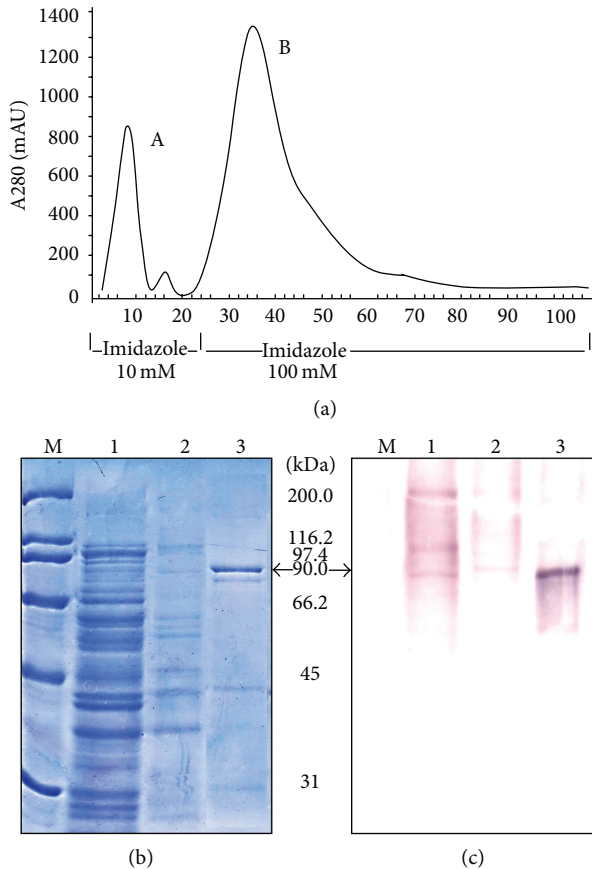 1400
1200
1000
800
600
400
200
0
A280 (mAU)
A
B
10 20 30 40 50 60 70 80 90 100
Imidazole
10 mM
Imidazole
100 mM
(a)
M 1 2 3
(kDa)
M 1 2 3
200.0
116.2
97.4
90.0
66.2
45
31
(b)
(c)